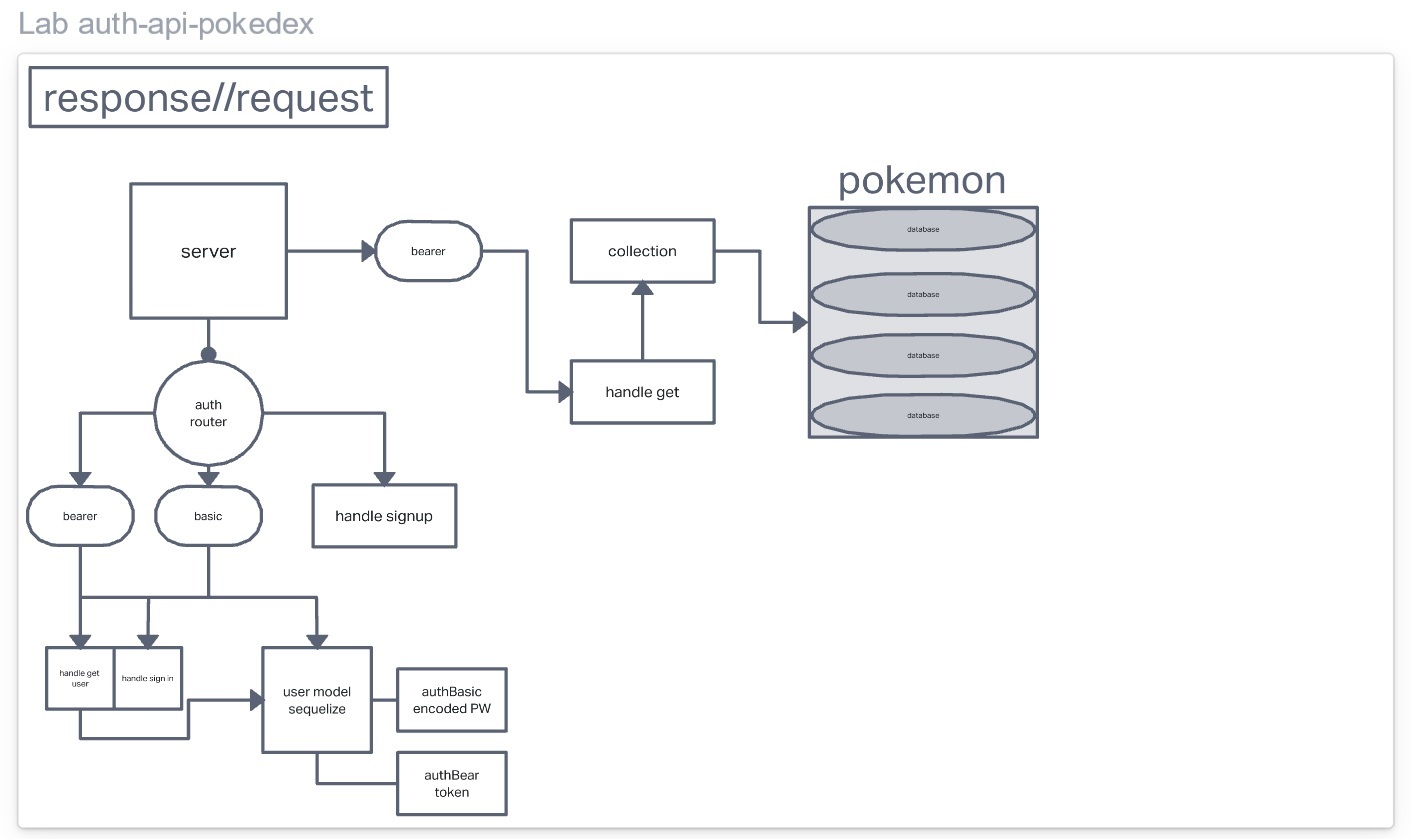 Lab auth-api-pokedex
response//request
pokemon
server
bearer
collection
database
database
database
database
handle get
auth
router
bearer
basic
handle signup
handle get
user
handle sign in
user model
sequelize
authBasic
encoded PW
authBear
token